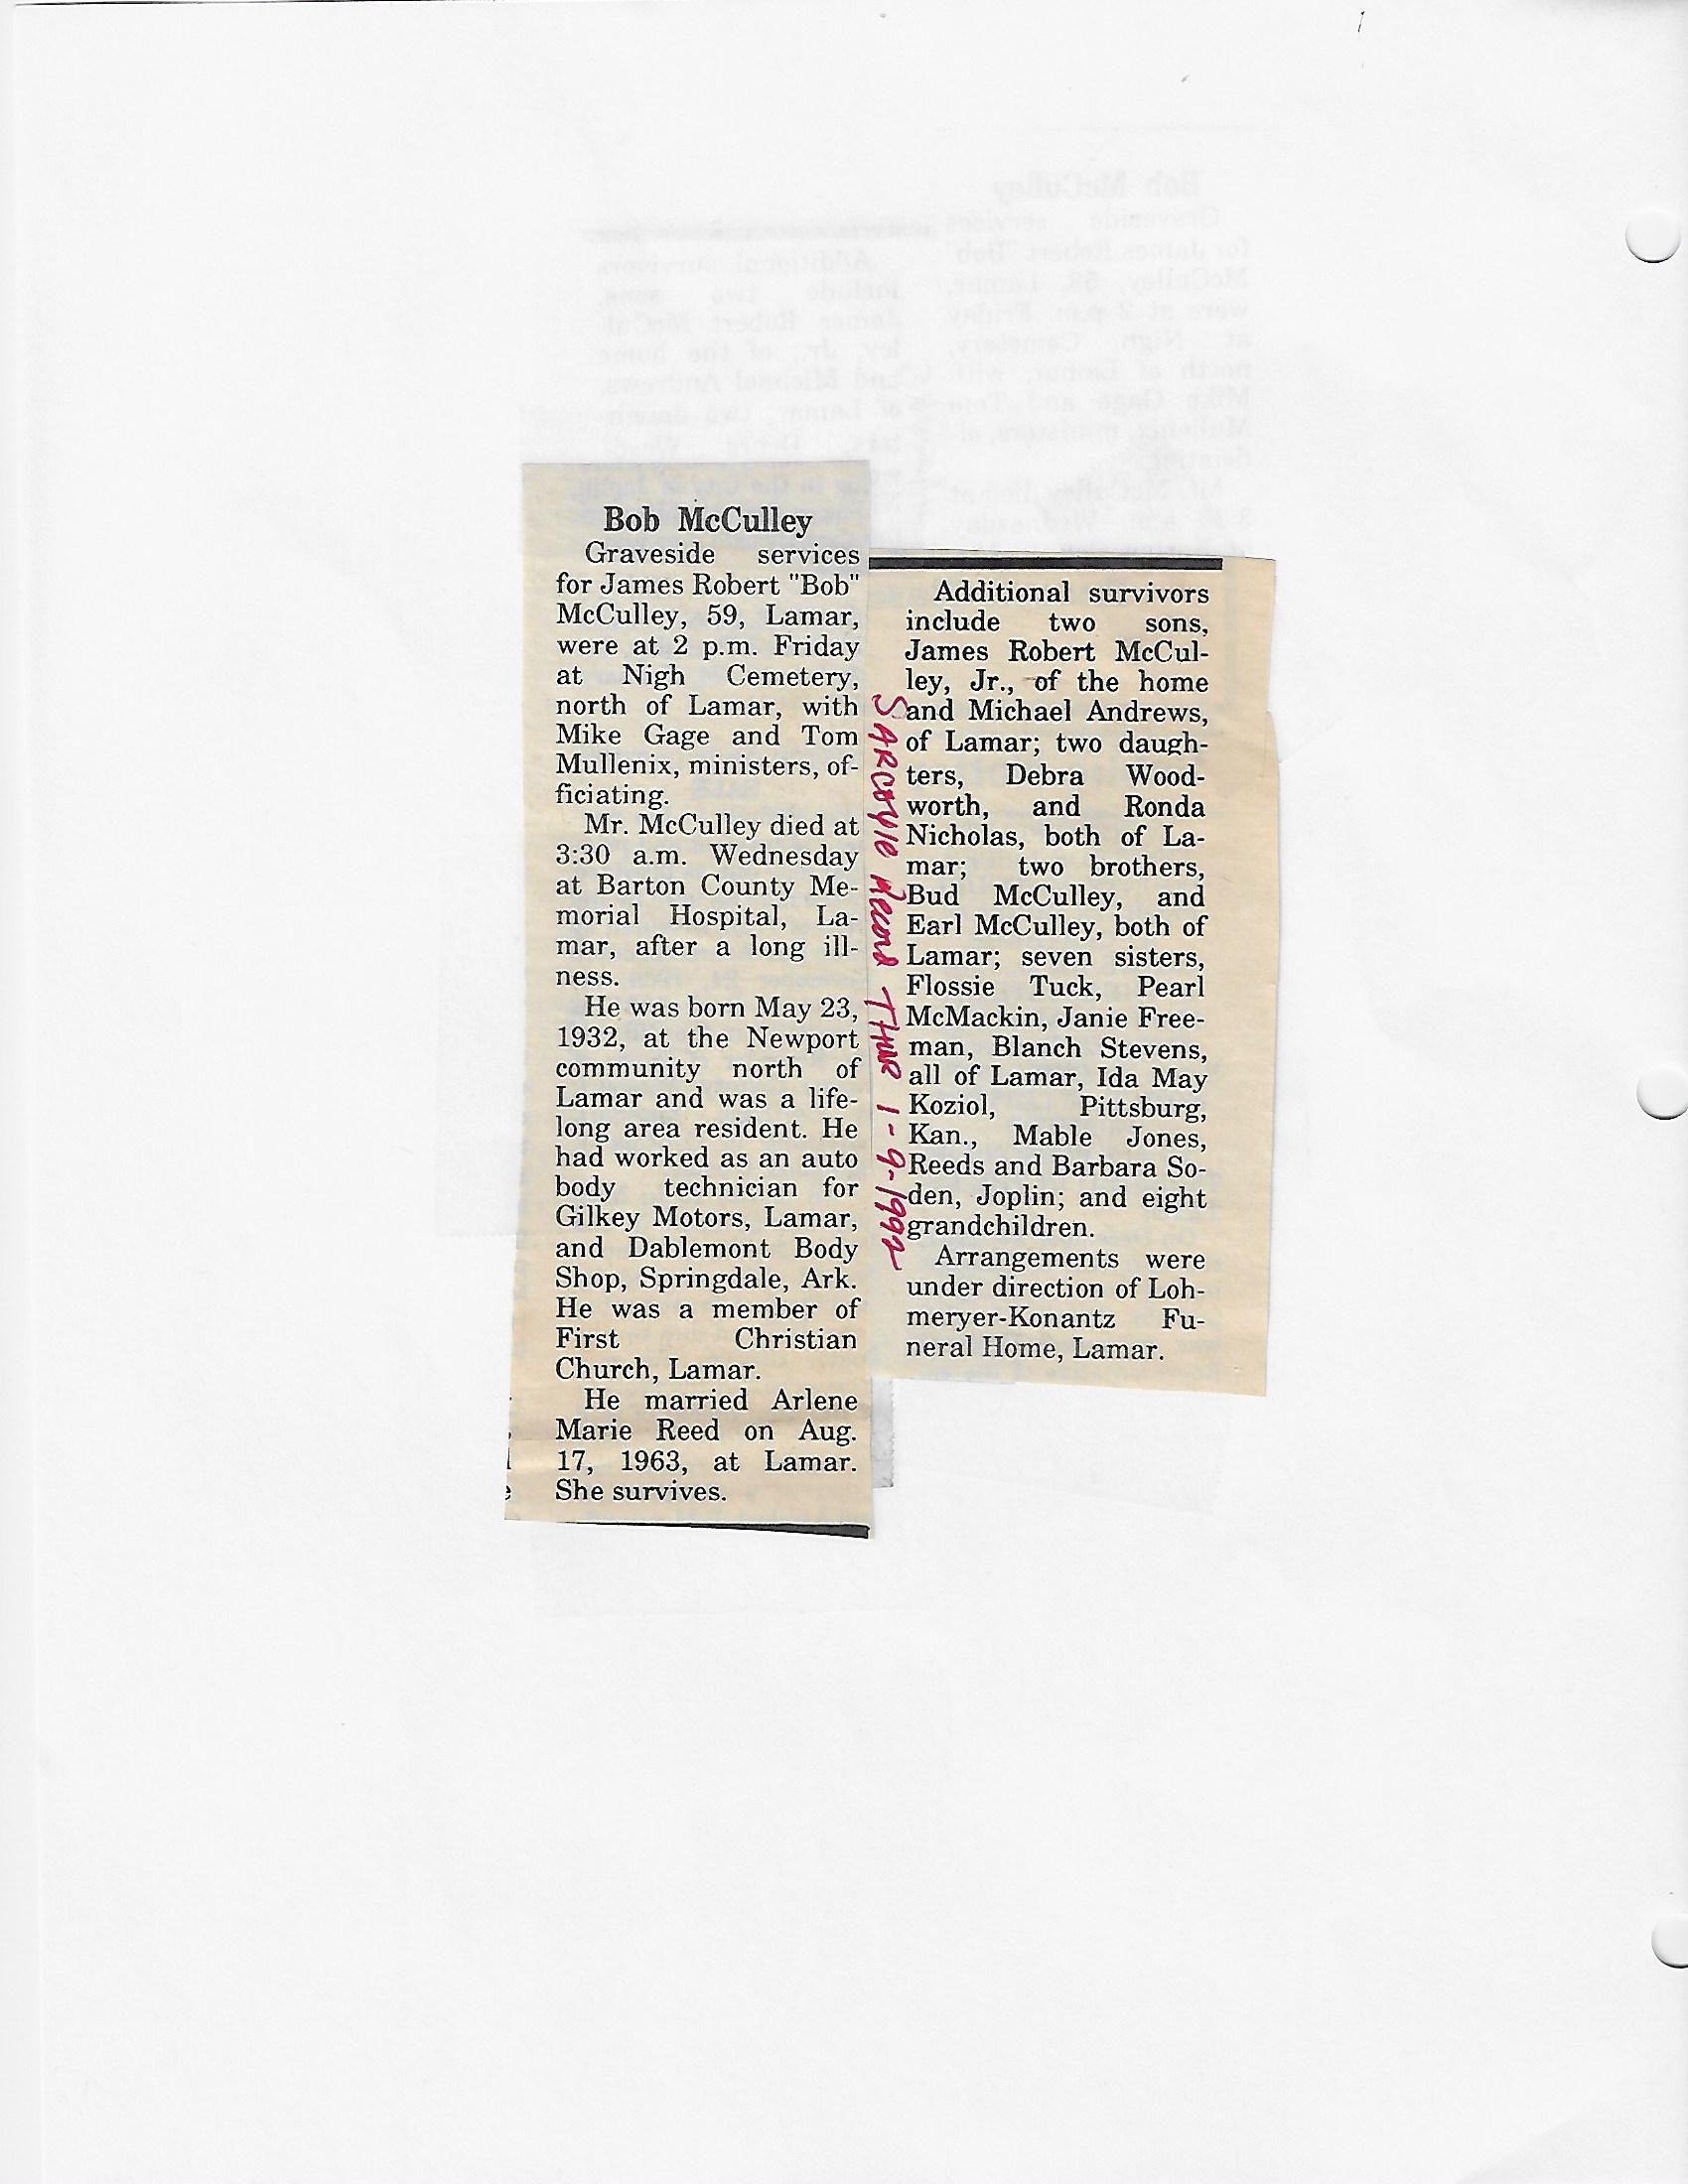 Bob McCulley
Graveside services
for James Robert "Bob"
McCulley, 59, Lamar,
were at 2 p.m. Friday
at Nigh Cemetery,
north of Lamar, with
Mike Gage and Tom
Mullenix, ministers, of-
ficiating.
Mr. McCulley died at
3:30 a.m. Wednesday
at Barton County Me-
morial Hospital, La-
mar, after a long ill-
ness.
He was born May 23,
1932, at the Newport
community north of
Lamar and was a life-
long area resident. He
had worked as an auto
body technician for
Gilkey Motors, Lamar,
and Dablemont Body
Shop, Springdale, Ark.
He was a member of
First Christian
Church, Lamar.
He married Arlene
Marie Reed on Aug.
17, 1963, at Lamar.
She survives.
Sarcoxie Record Thur 1-9-1992
Additional survivors
include two sons,
James Robert McCul-
ley, Jr., of the home
and Michael Andrews,
of Lamar; two daugh-
ters, Debra Wood-
worth, and Ronda
Nicholas, both of La-
mar; two brothers,
Bud McCulley, and
Earl McCulley, both of
Lamar; seven sisters,
Flossie Tuck, Pearl
McMackin, Janie Free-
man, Blanch Stevens,
all of Lamar, Ida May
Koziol, Pittsburg,
Kan., Mable Jones,
Reeds and Barbara So-
den, Joplin; and eight
grandchildren.
Arrangements were
under direction of Loh-
meryer-Konantz Fu-
neral Home, Lamar.